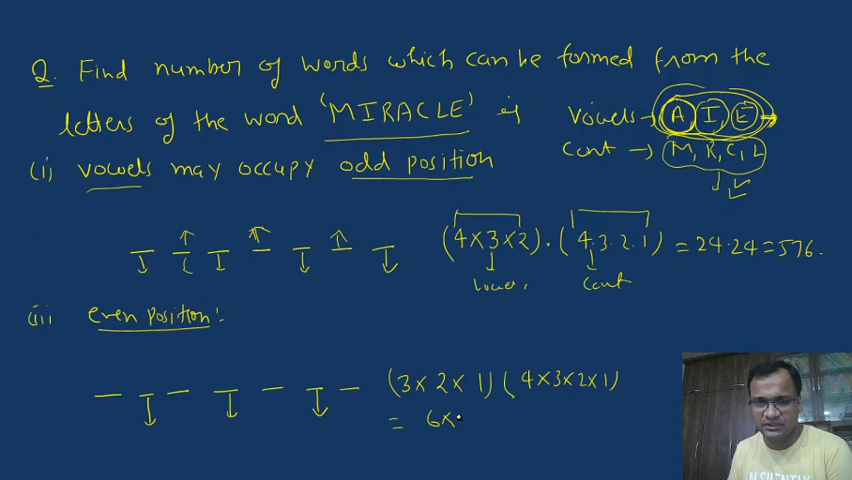 Q. Find number of words which can be formed from the
letters of the word 'MIRACLE' if vowels → A, I, E →
Cont → M, R, C, L
(i) vowels may occupy odd position
(4×3×2) . (4.3.2.1) = 24.24 = 576.
Cont
(ii) even position:
(3×2×1) (4×3×2×1)
= 6×